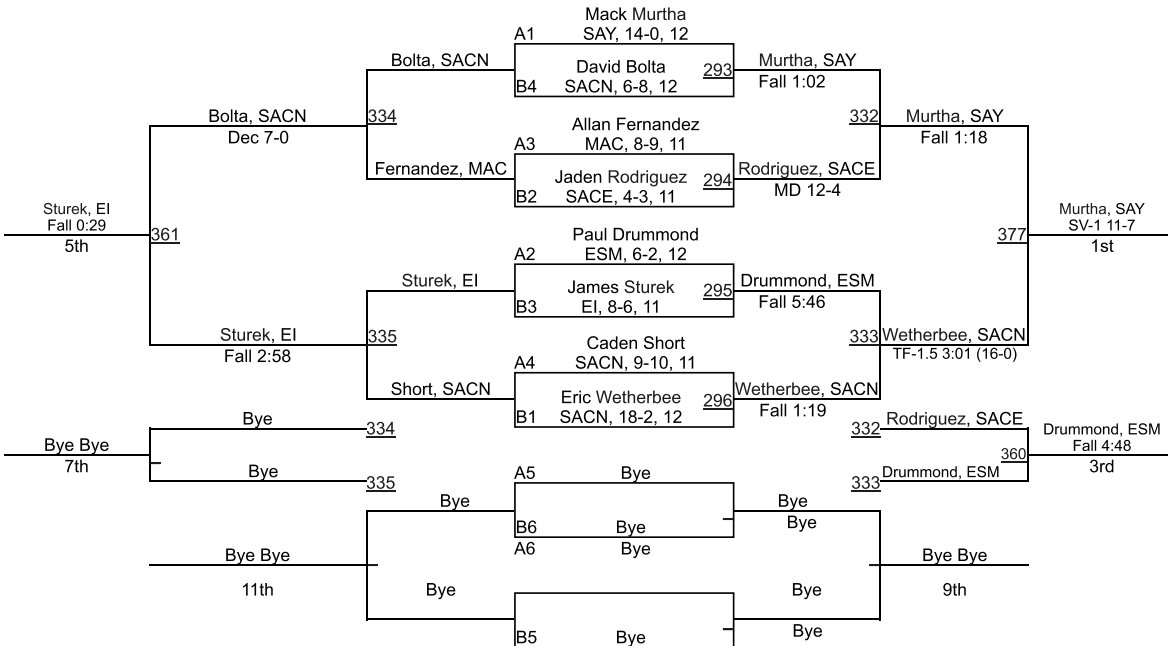 Mack Murtha
A1 SAY, 14-0, 12
Bolta, SACN
David Bolta
293
Murtha, SAY
B4 SACN, 6-8, 12
Fall 1:02
Bolta, SACN
334
332
Murtha, SAY
Dec 7-0
Fall 1:18
Allan Fernandez
A3 MAC, 8-9, 11
Fernandez, MAC
Jaden Rodriguez
294
Rodriguez, SACE
B2 SACE, 4-3, 11
MD 12-4
Sturek, EI
Fall 0:29
361
5th
377
Murtha, SAY
SV-1 11-7
1st
Paul Drummond
A2 ESM, 6-2, 12
Sturek, EI
James Sturek
295
Drummond, ESM
B3 EI, 8-6, 11
Fall 5:46
Sturek, EI
335
333
Wetherbee, SACN
Fall 2:58
TF-1.5 3:01 (16-0)
Caden Short
A4 SACN, 9-10, 11
Short, SACN
Eric Wetherbee
296
Wetherbee, SACN
B1 SACN, 18-2, 12
Fall 1:19
Bye
334
332
Rodriguez, SACE
Bye Bye
7th
360
Drummond, ESM
Fall 4:48
3rd
Bye
335
333
Drummond, ESM
A5 Bye
Bye
Bye
B6 Bye
Bye
A6 Bye
Bye Bye
11th
Bye Bye
9th
Bye
Bye
B5 Bye
Bye